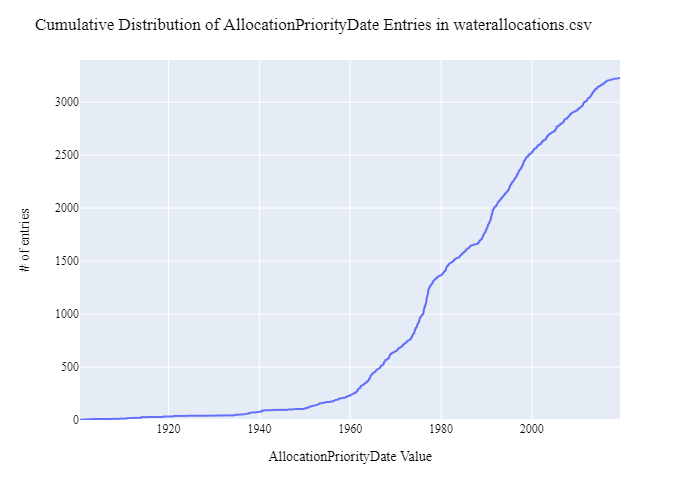 Cumulative Distribution of AllocationPriorityDate Entries in waterallocations.csv
# of entries
3000
2500
2000
1500
1000
500
0
1920 1940 1960 1980 2000
AllocationPriorityDate Value